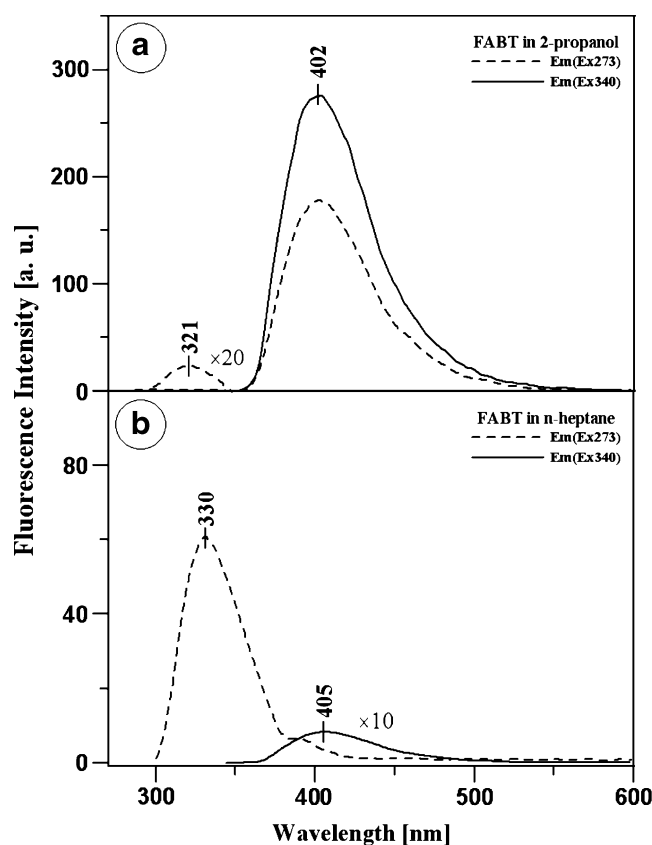 a
FABT in 2-propanol
Em(Ex273)
Em(Ex340)
402
300
200
100
0
321
×20
b
FABT in n-heptane
Em(Ex273)
Em(Ex340)
80
40
0
330
405
×10
Fluorescence Intensity [a. u.]
300
400
500
600
Wavelength [nm]